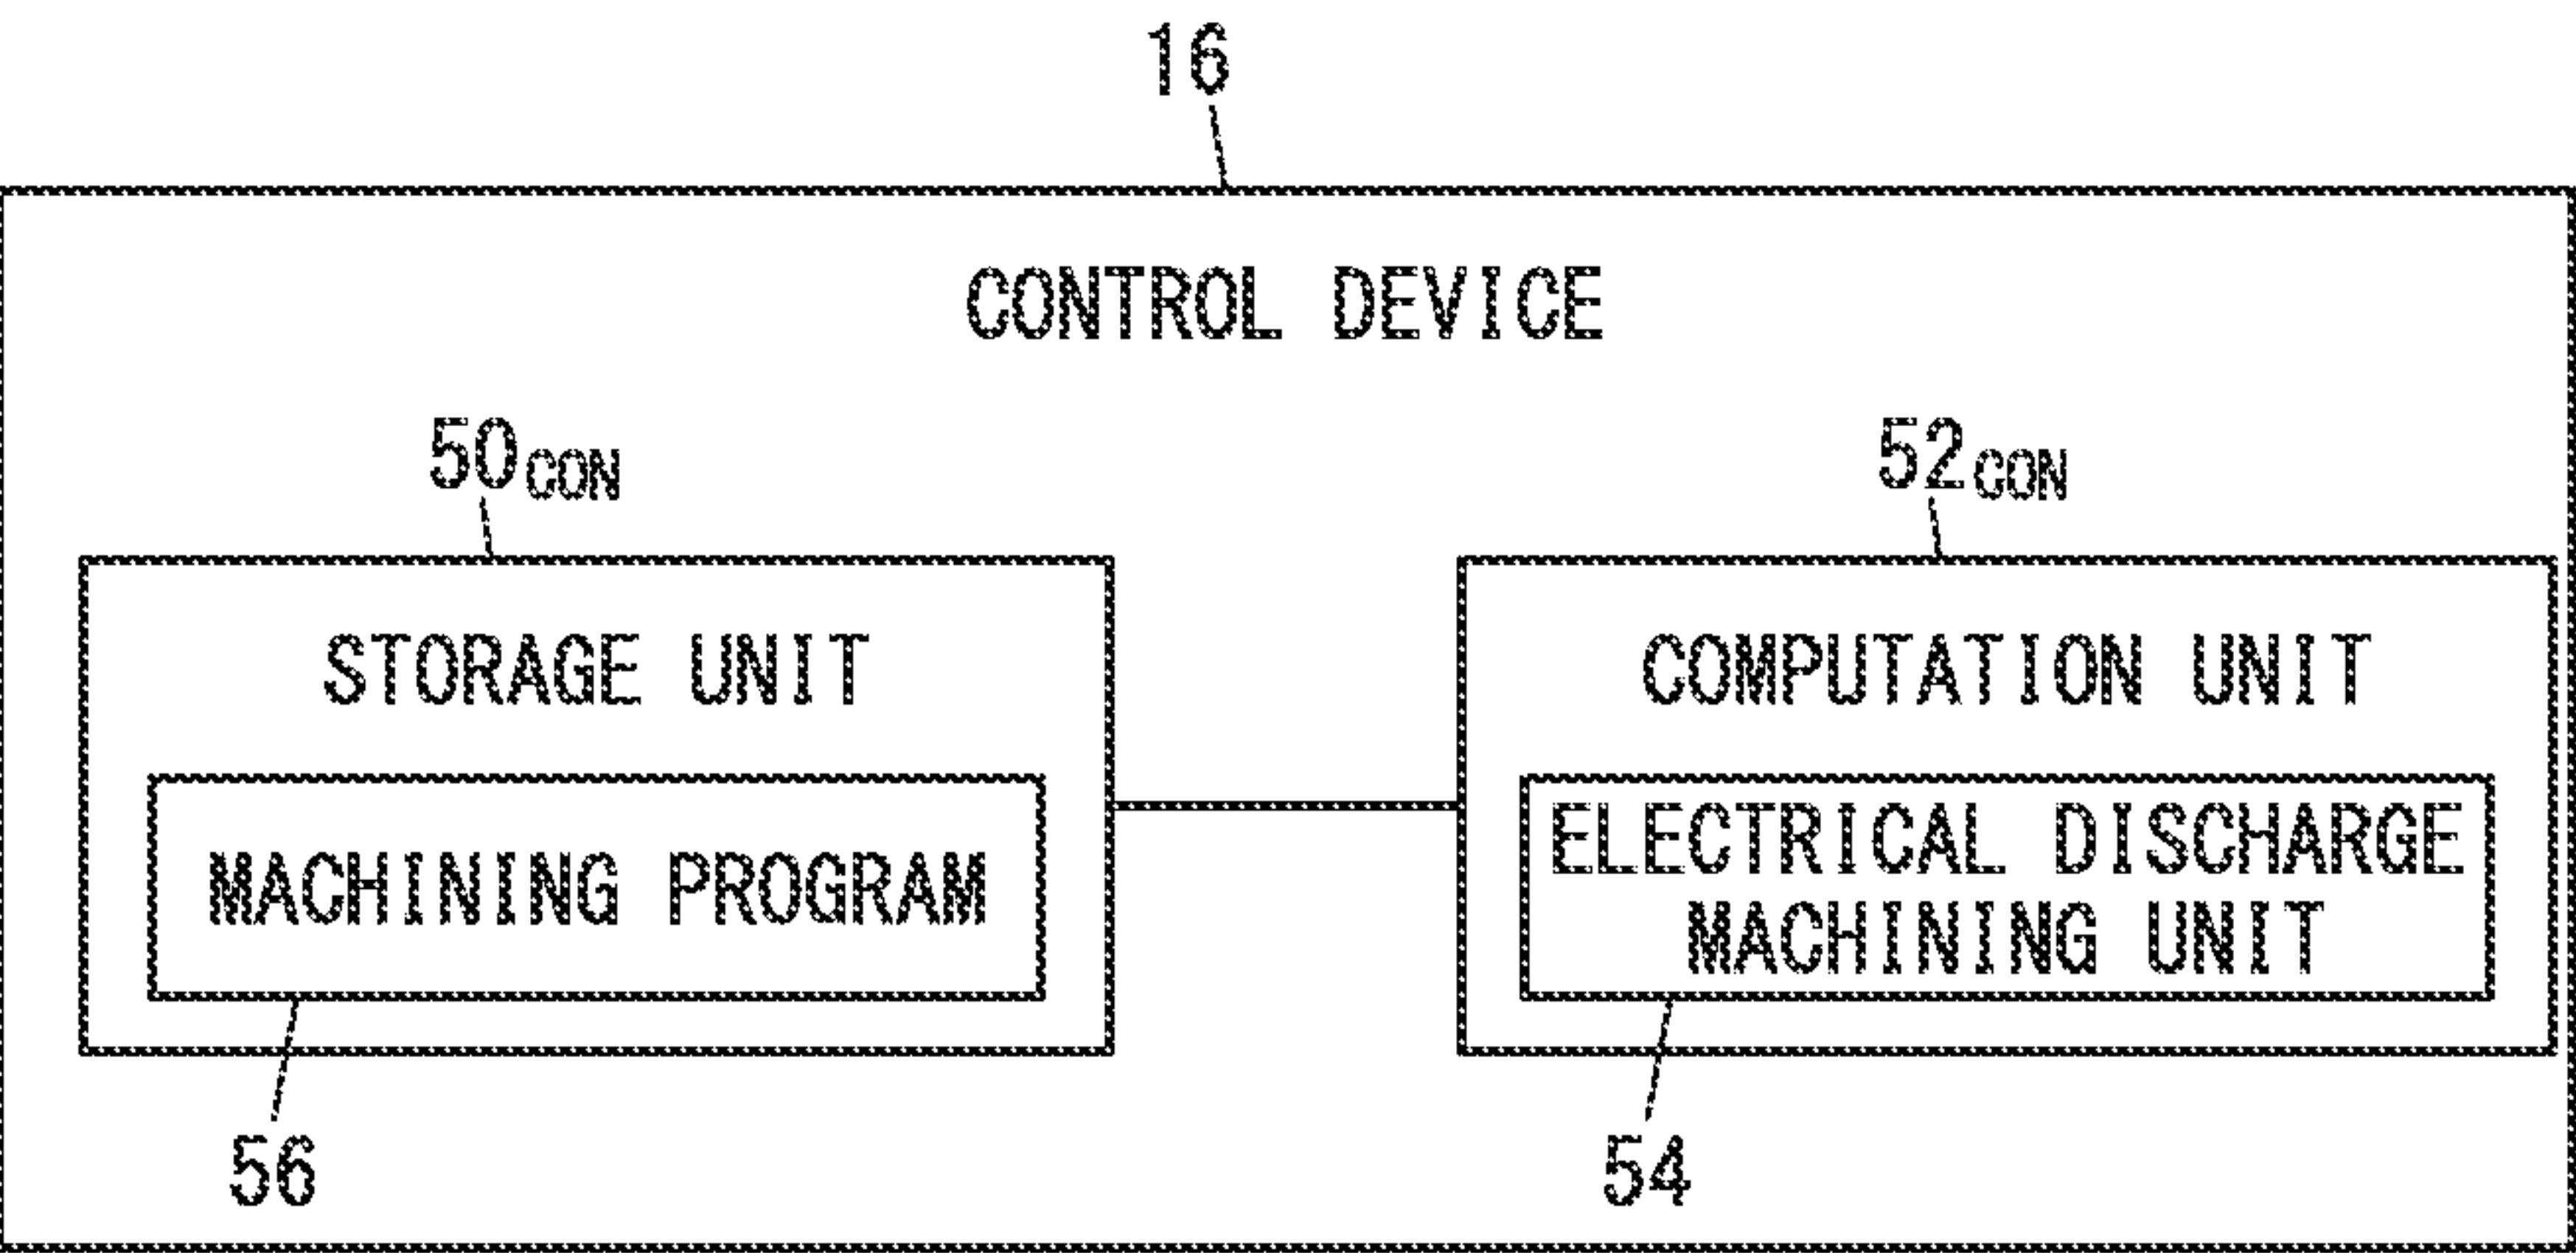 16
CONTROL DEVICE
50CON
52CON
STORAGE UNIT
COMPUTATION UNIT
MACHINING PROGRAM
ELECTRICAL DISCHARGE
MACHINING UNIT
56
54